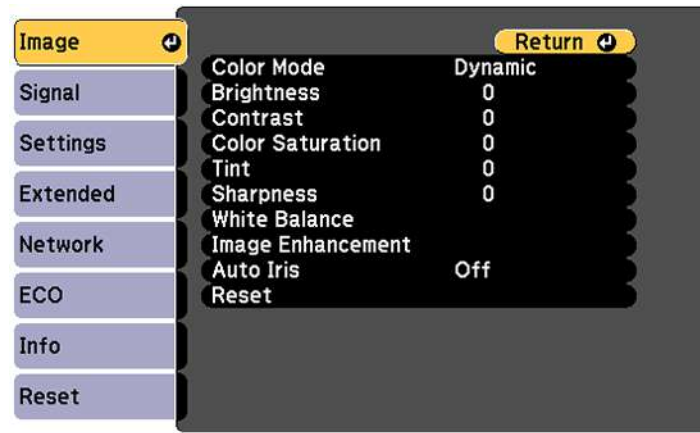 Image
Signal
Settings
Extended
Network
ECO
Info
Reset
Return
Color Mode Dynamic
Brightness 0
Contrast 0
Color Saturation 0
Tint 0
Sharpness 0
White Balance
Image Enhancement
Auto Iris Off
Reset